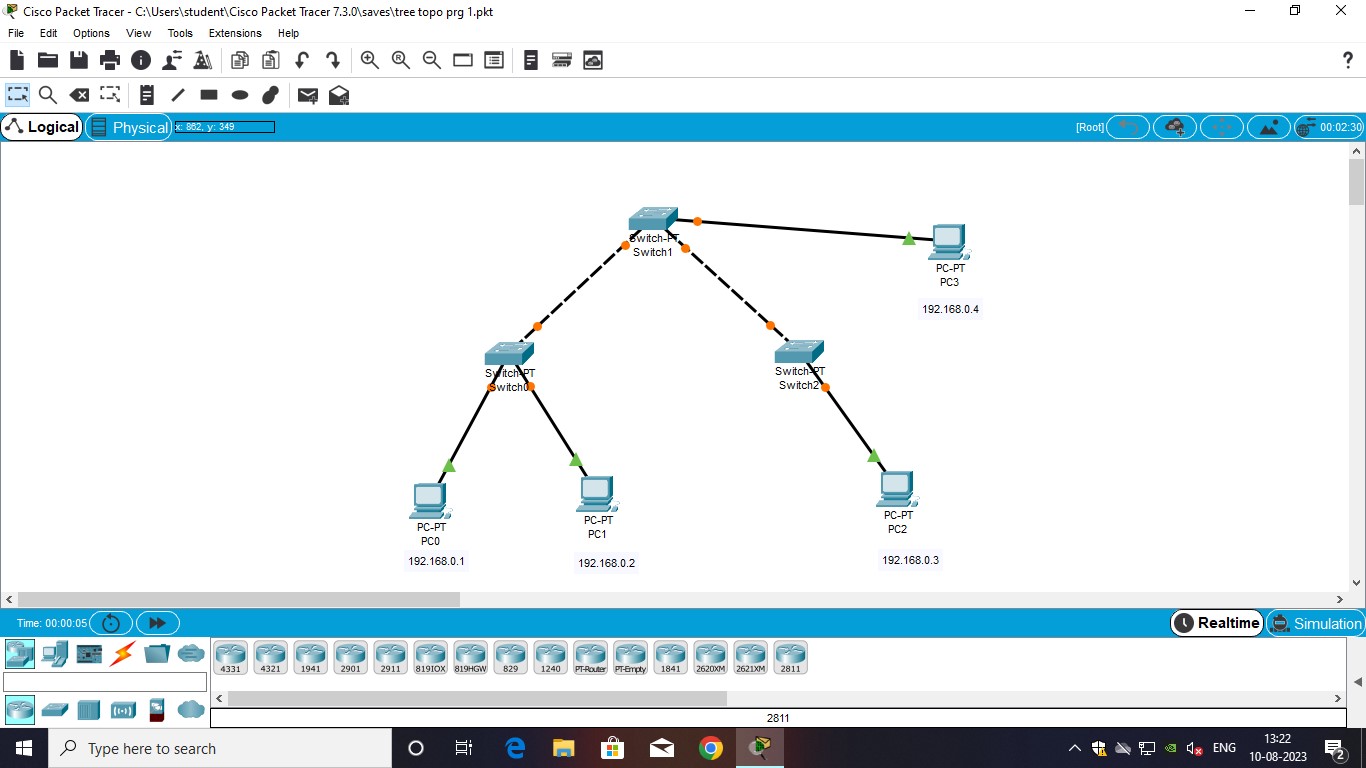 Cisco Packet Tracer - C:\Users\student\Cisco Packet Tracer 7.3.0\saves\tree topo prg 1.pkt
File Edit Options View Tools Extensions Help
Logical Physical x: 862, y: 349 [Root] 00:02:30
Switch-PT
Switch1
PC-PT
PC3
192.168.0.4
Switch-PT
Switch0
Switch-PT
Switch2
PC-PT
PC0
192.168.0.1
PC-PT
PC1
192.168.0.2
PC-PT
PC2
192.168.0.3
Time: 00:00:05 Realtime Simulation
4331 4321 1941 2901 2911 819IOX 819HGW 829 1240 PT-Router PT-Empty 1841 2620XM 2621XM 2811
2811
Type here to search
ENG
13:22
10-08-2023
2